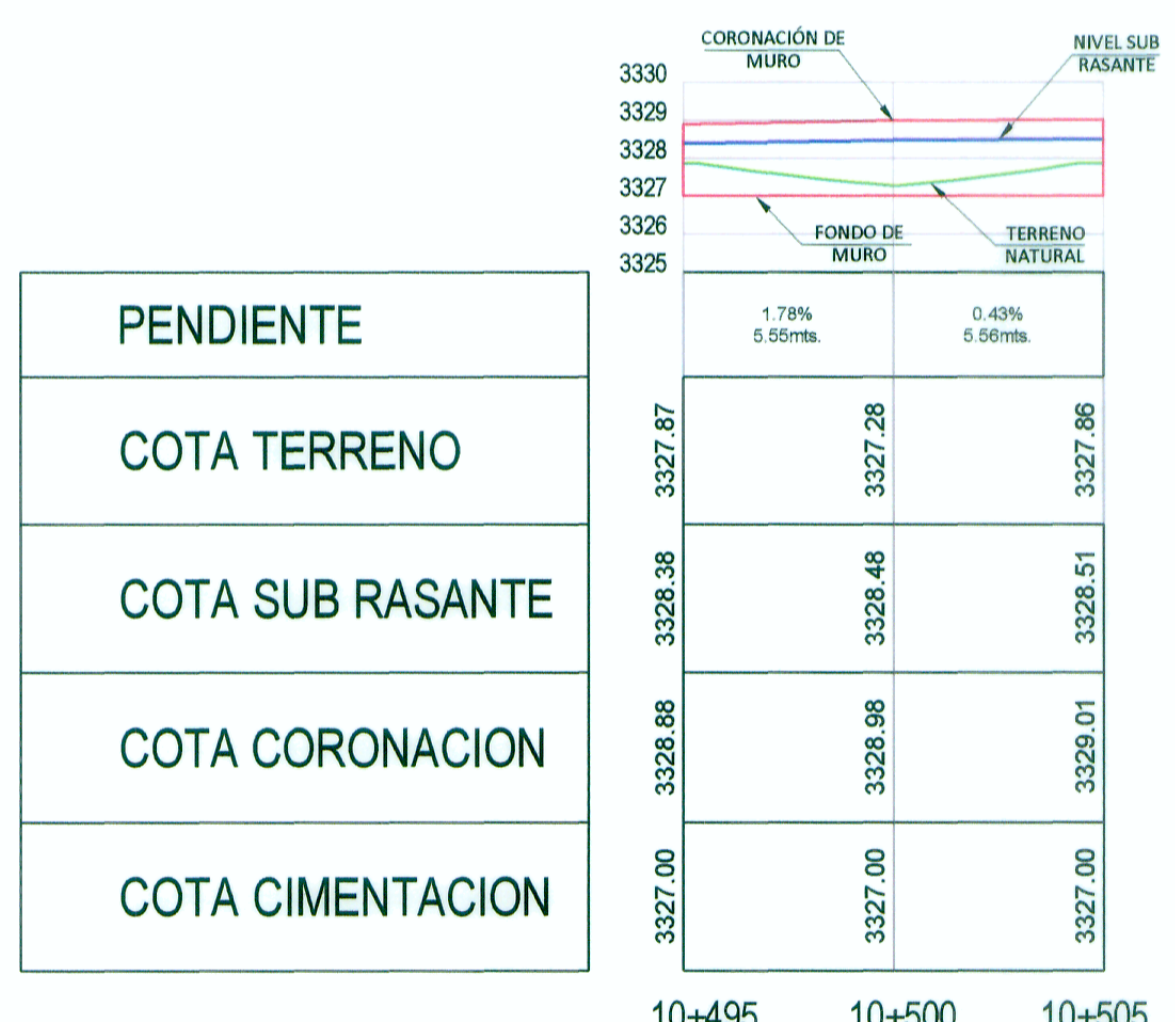 CORONACIÓN DE
MURO
NIVEL SUB
RASANTE
3330
3329
3328
3327
3326
3325
FONDO DE
MURO
TERRENO
NATURAL
PENDIENTE
1.78%
5.55mts.
0.43%
5.56mts.
COTA TERRENO
3327.87
3327.28
3327.86
COTA SUB RASANTE
3328.38
3328.48
3328.51
COTA CORONACION
3328.88
3328.98
3329.01
COTA CIMENTACION
3327.00
3327.00
3327.00
10+495
10+500
10+505